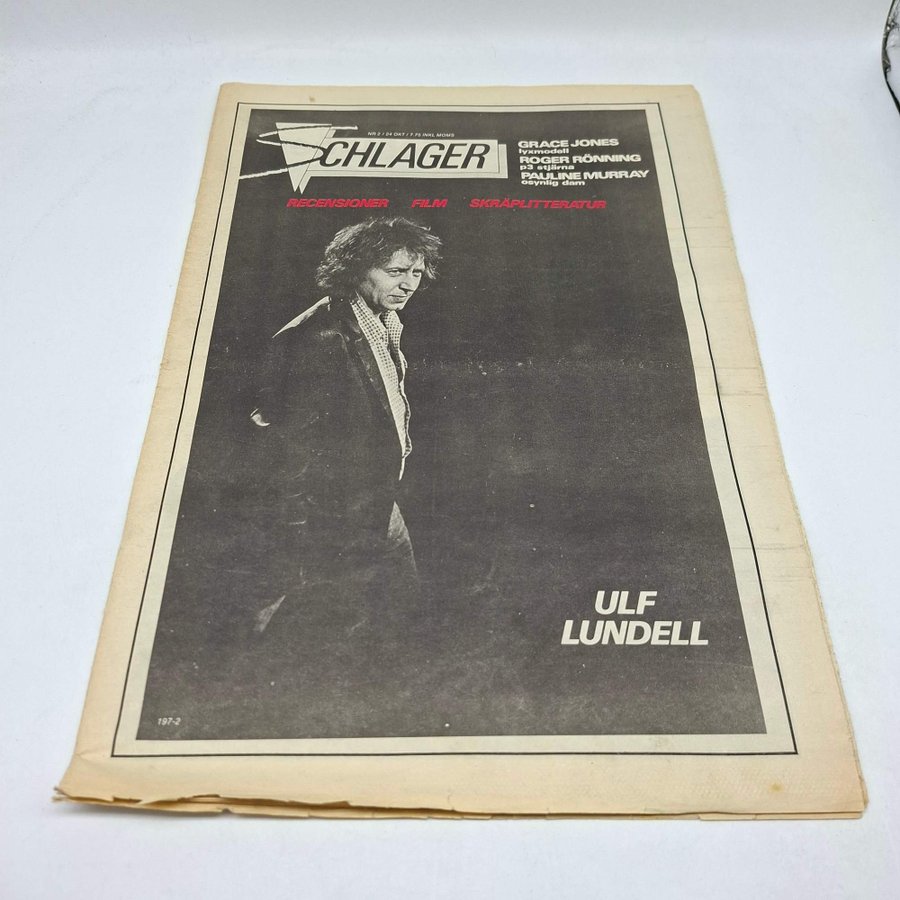 NR 2 / 24 OKT / 7:75 INKL MOMS
SCHLAGER
GRACE JONES
lyxmodell
ROGER RÖNNING
p3 stjärna
PAULINE MURRAY
osynlig dam
RECENSIONER FILM SKRÄPLITTERATUR
ULF
LUNDELL
197-2